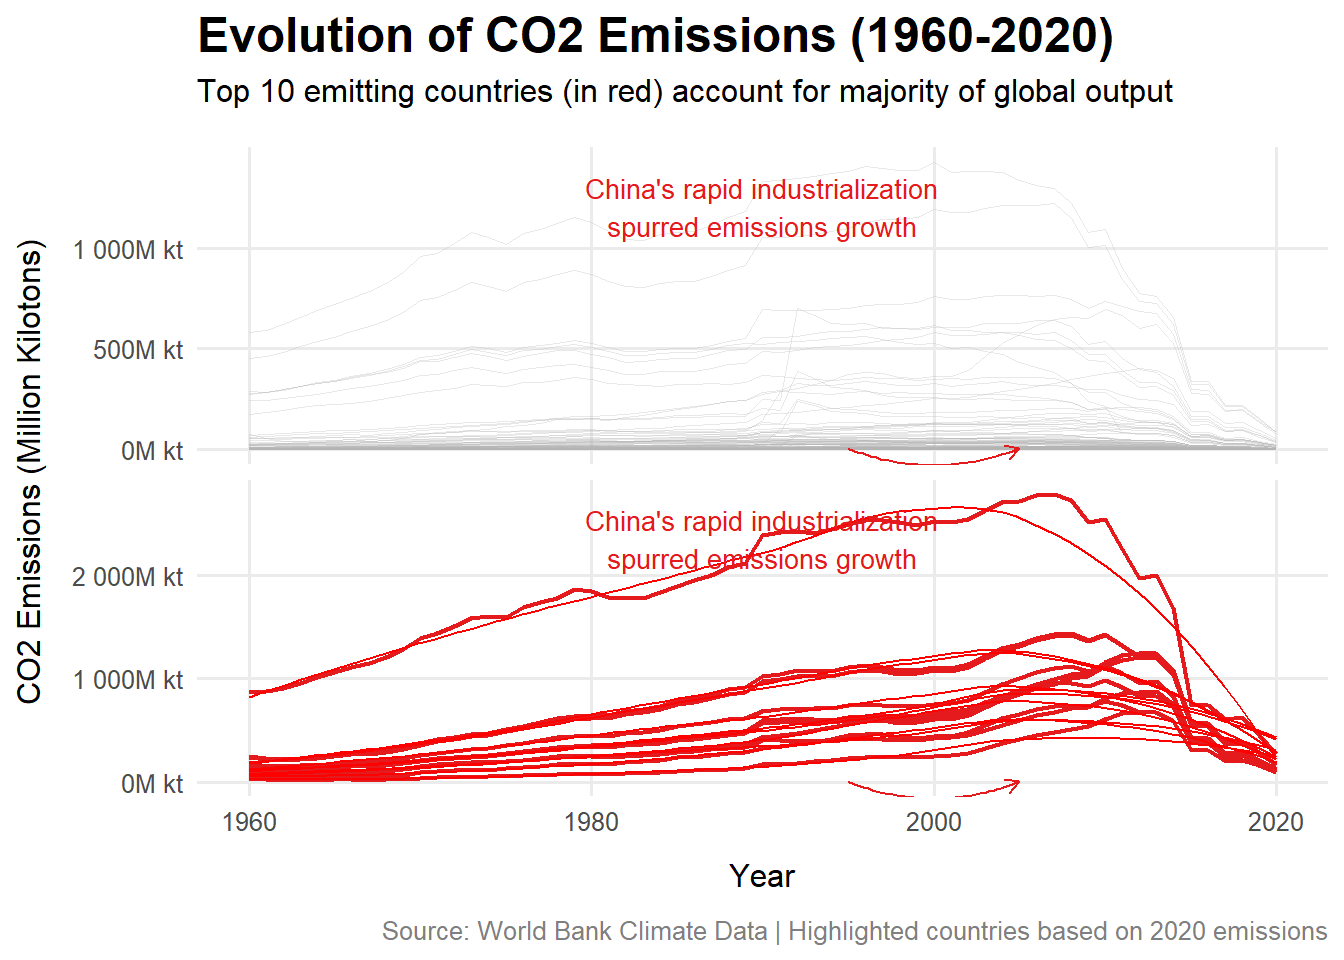 Evolution of CO2 Emissions (1960-2020)
Top 10 emitting countries (in red) account for majority of global output
CO2 Emissions (Million Kilotons)
China's rapid industrialization
spurred emissions growth
1 000M kt
500M kt
0M kt
China's rapid industrialization
spurred emissions growth
2 000M kt
1 000M kt
0M kt
1960 1980 2000 2020
Year
Source: World Bank Climate Data | Highlighted countries based on 2020 emissions